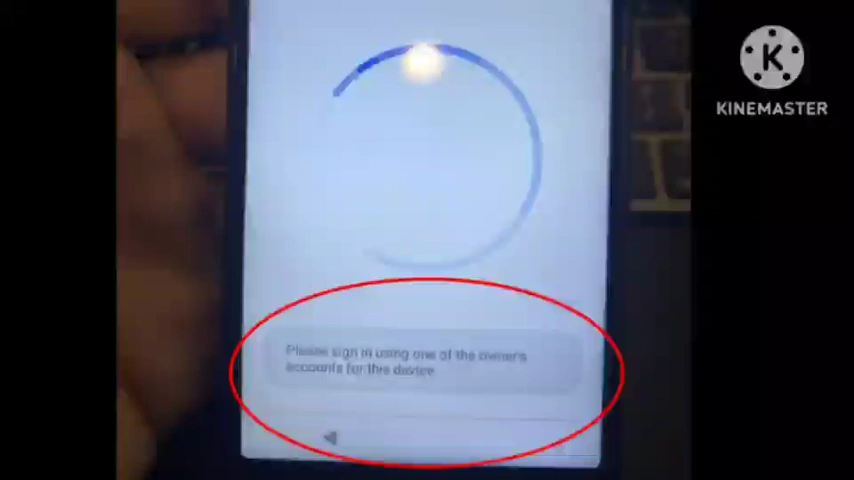 K
KINEMASTER
Please sign in using one of the owner's
accounts for this device